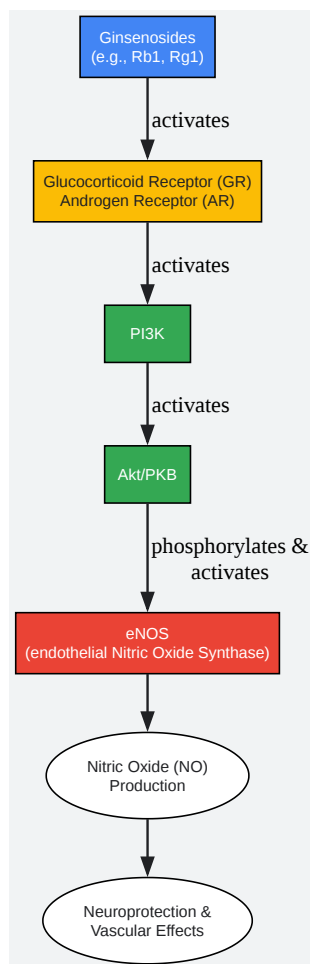 Ginsenosides
(e.g., Rb1, Rg1)
activates
Glucocorticoid Receptor (GR)
Androgen Receptor (AR)
activates
PI3K
activates
Akt/PKB
phosphorylates &
activates
eNOS
(endothelial Nitric Oxide Synthase)
Nitric Oxide (NO)
Production
Neuroprotection &
Vascular Effects